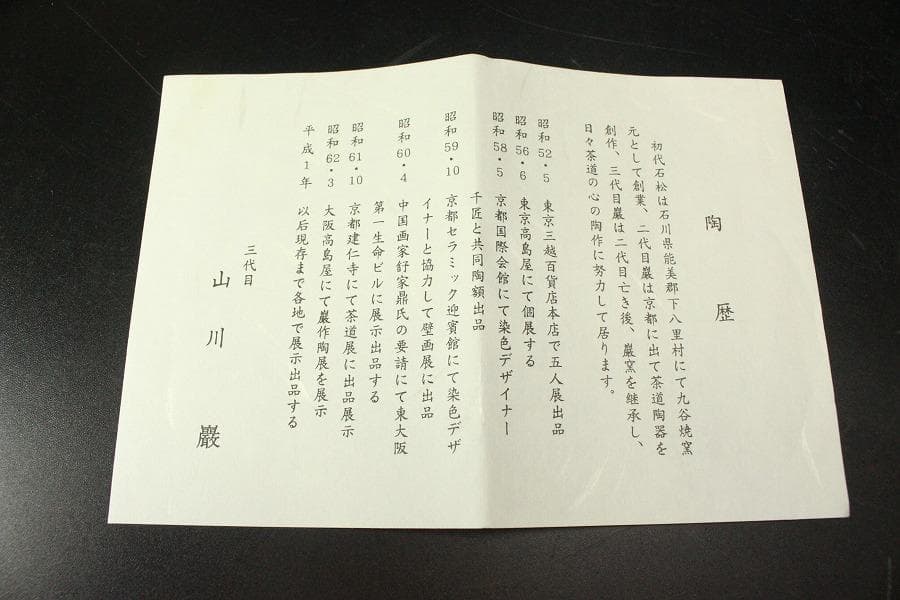 陶歴
初代石松は石川県能美郡下八里村にて九谷焼窯
元として創業、二代目巖は京都に出て茶道陶器を
創作、三代目巖は二代目亡き後、巖窯を継承し、
日々茶道の心の陶作に努力して居ります。
昭和52・5 東京三越百貨店本店で五人展出品
昭和56・6 東京高島屋にて個展する
昭和58・5 京都国際会館にて染色デザイナー
千匠と共同陶額出品
昭和59・10 京都セラミック迎賓館にて染色デザ
イナーと協力して壁画展に出品
昭和60・4 中国画家舒家鼎氏の要請にて東大阪
第一生命ビルに展示出品する
昭和61・10 京都建仁寺にて茶道展に出品展示
昭和62・3 大阪高島屋にて巖作陶展を展示
平成1年 以后現存まで各地で展示出品する
三代目
山川 巖